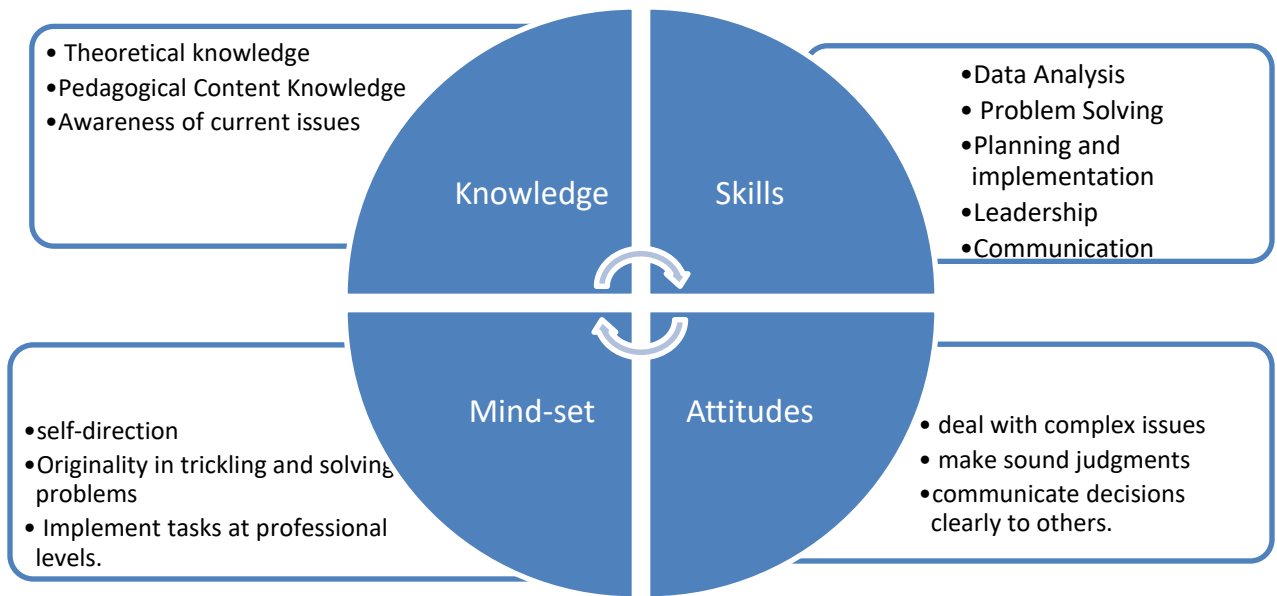 • Theoretical knowledge
•Pedagogical Content Knowledge
•Awareness of current issues
Knowledge
Skills
•Data Analysis
• Problem Solving
•Planning and
implementation
•Leadership
•Communication
•self-direction
•Originality in trickling and solving
problems
• Implement tasks at professional
levels.
Mind-set
Attitudes
• deal with complex issues
• make sound judgments
•communicate decisions
clearly to others.